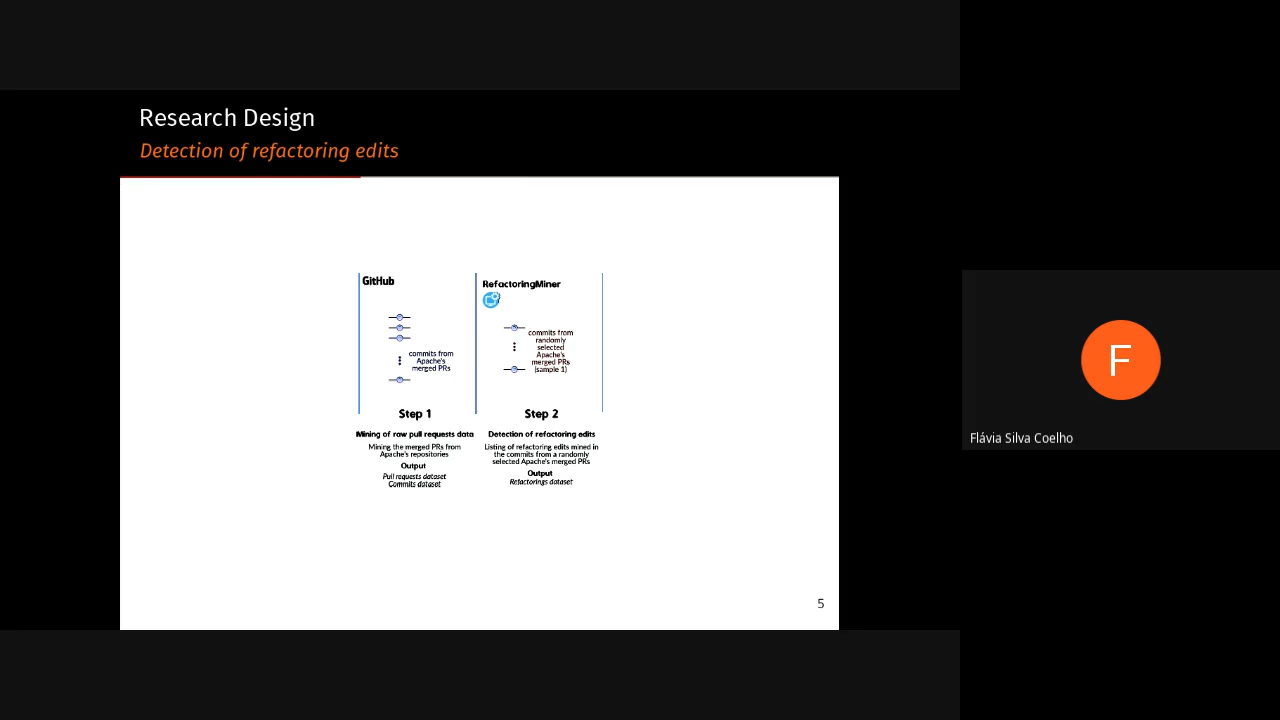 Research Design
Detection of refactoring edits
GitHub
commits from
Apache's
merged PRs
Step 1
Mining of raw pull requests data
Mining the merged PRs from
Apache's repositories
Output
Pull requests dataset
Commits dataset
RefactoringMiner
commits from
randomly
selected
Apache's
merged PRs
(sample 1)
Step 2
Detection of refactoring edits
Listing of refactoring edits mined in
the commits from a randomly
selected Apache's merged PRs
Output
Refactorings dataset
5
F
Flávia Silva Coelho